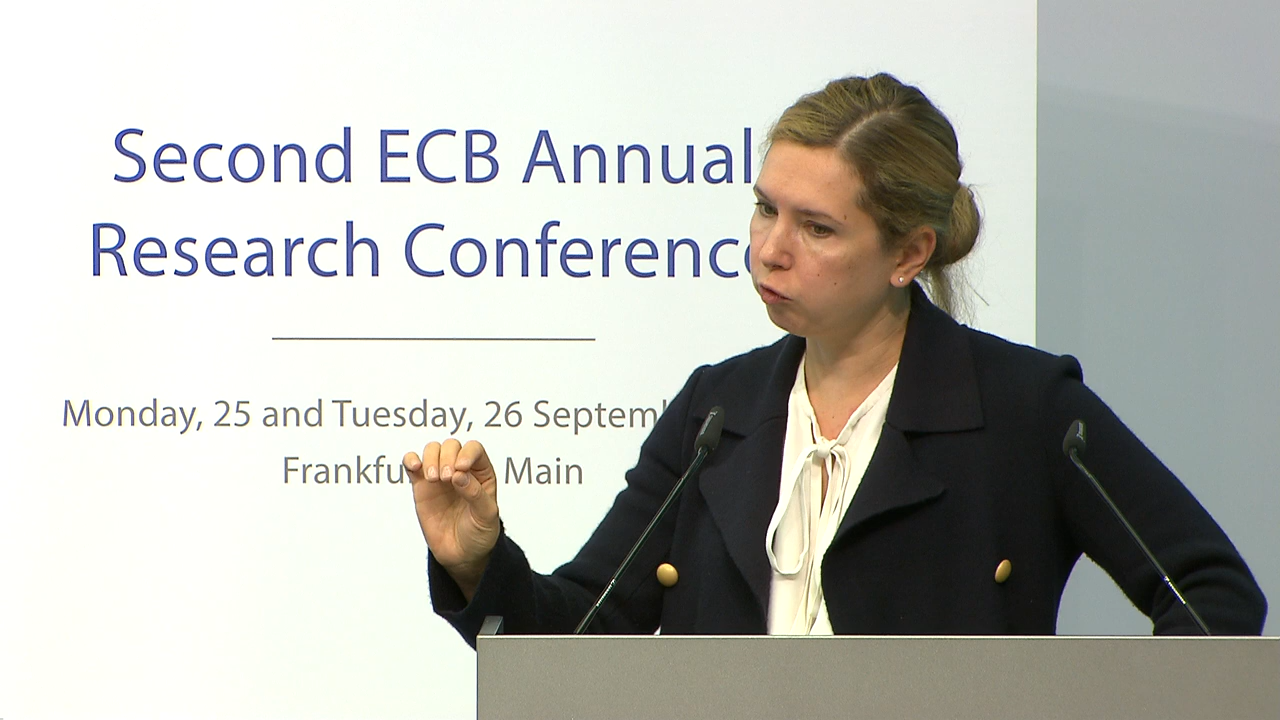 Second ECB Annual
Research Conferenc
Monday, 25 and Tuesday, 26 Septem
Frankfu Main